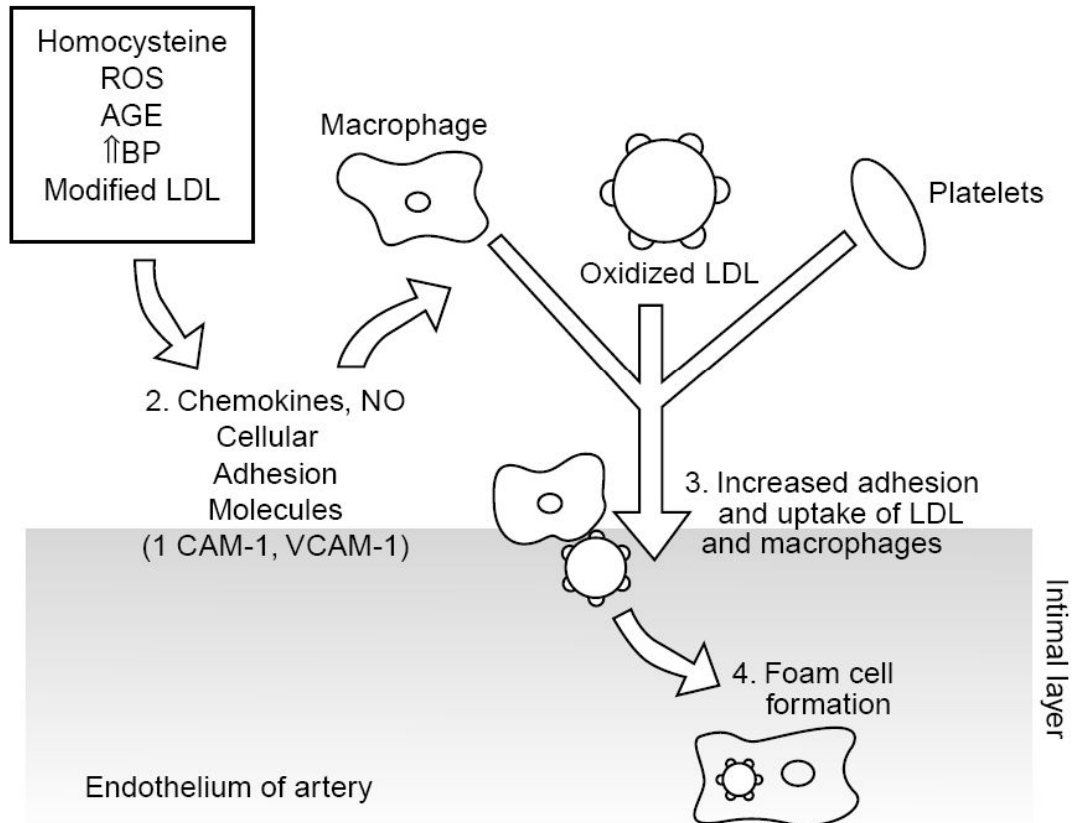 Homocysteine
ROS
AGE
⇑BP
Modified LDL
Macrophage
Oxidized LDL
Platelets
2. Chemokines, NO
Cellular
Adhesion
Molecules
(1 CAM-1, VCAM-1)
3. Increased adhesion
and uptake of LDL
and macrophages
4. Foam cell
formation
Intimal layer
Endothelium of artery